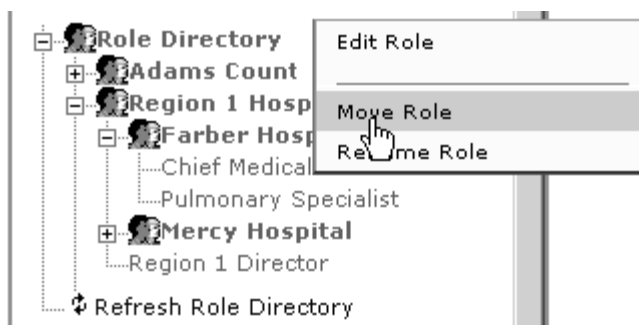 Role Directory
Adams Count
Region 1 Hosp
Farber Hosp
Chief Medical
Pulmonary Specialist
Mercy Hospital
Region 1 Director
Refresh Role Directory
Edit Role
Move Role
Role